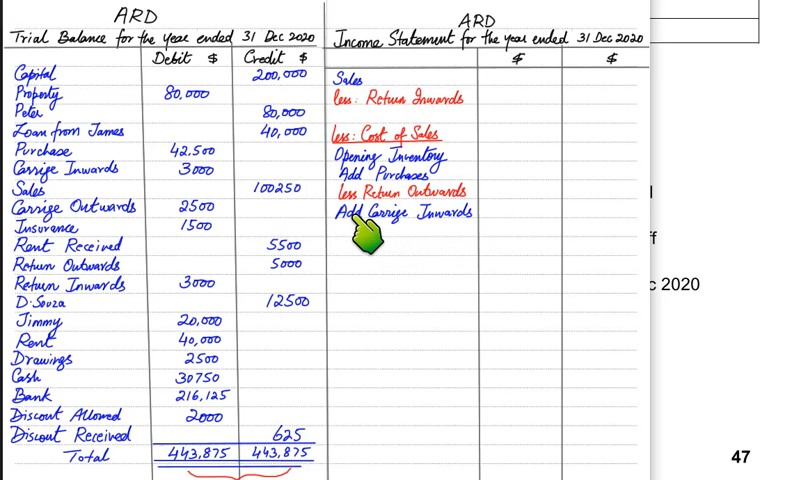 ARD
Trial Balance for the year ended 31 Dec 2020
Debit $ Credit $
Capital 200,000
Property 80,000
Peter 80,000
Loan from James 40,000
Purchase 42,500
Carrige Inwards 3000
Sales 100250
Carrige Outwards 2500
Insurance 1500
Rent Received 5500
Return Outwards 5000
Return Inwards 3000
D.Souza 12500
Jimmy 20,000
Rent 40,000
Drawings 2500
Cash 30750
Bank 216,125
Discout Allowed 2000
Discout Received 625
Total 443,875 443,875
ARD
Income Statement for the year ended 31 Dec 2020
$ $
Sales
less: Return Inwards
less: Cost of Sales
Opening Inventory
Add Purchases
less Return Outwards
Add Carrige Inwards
c 2020
47